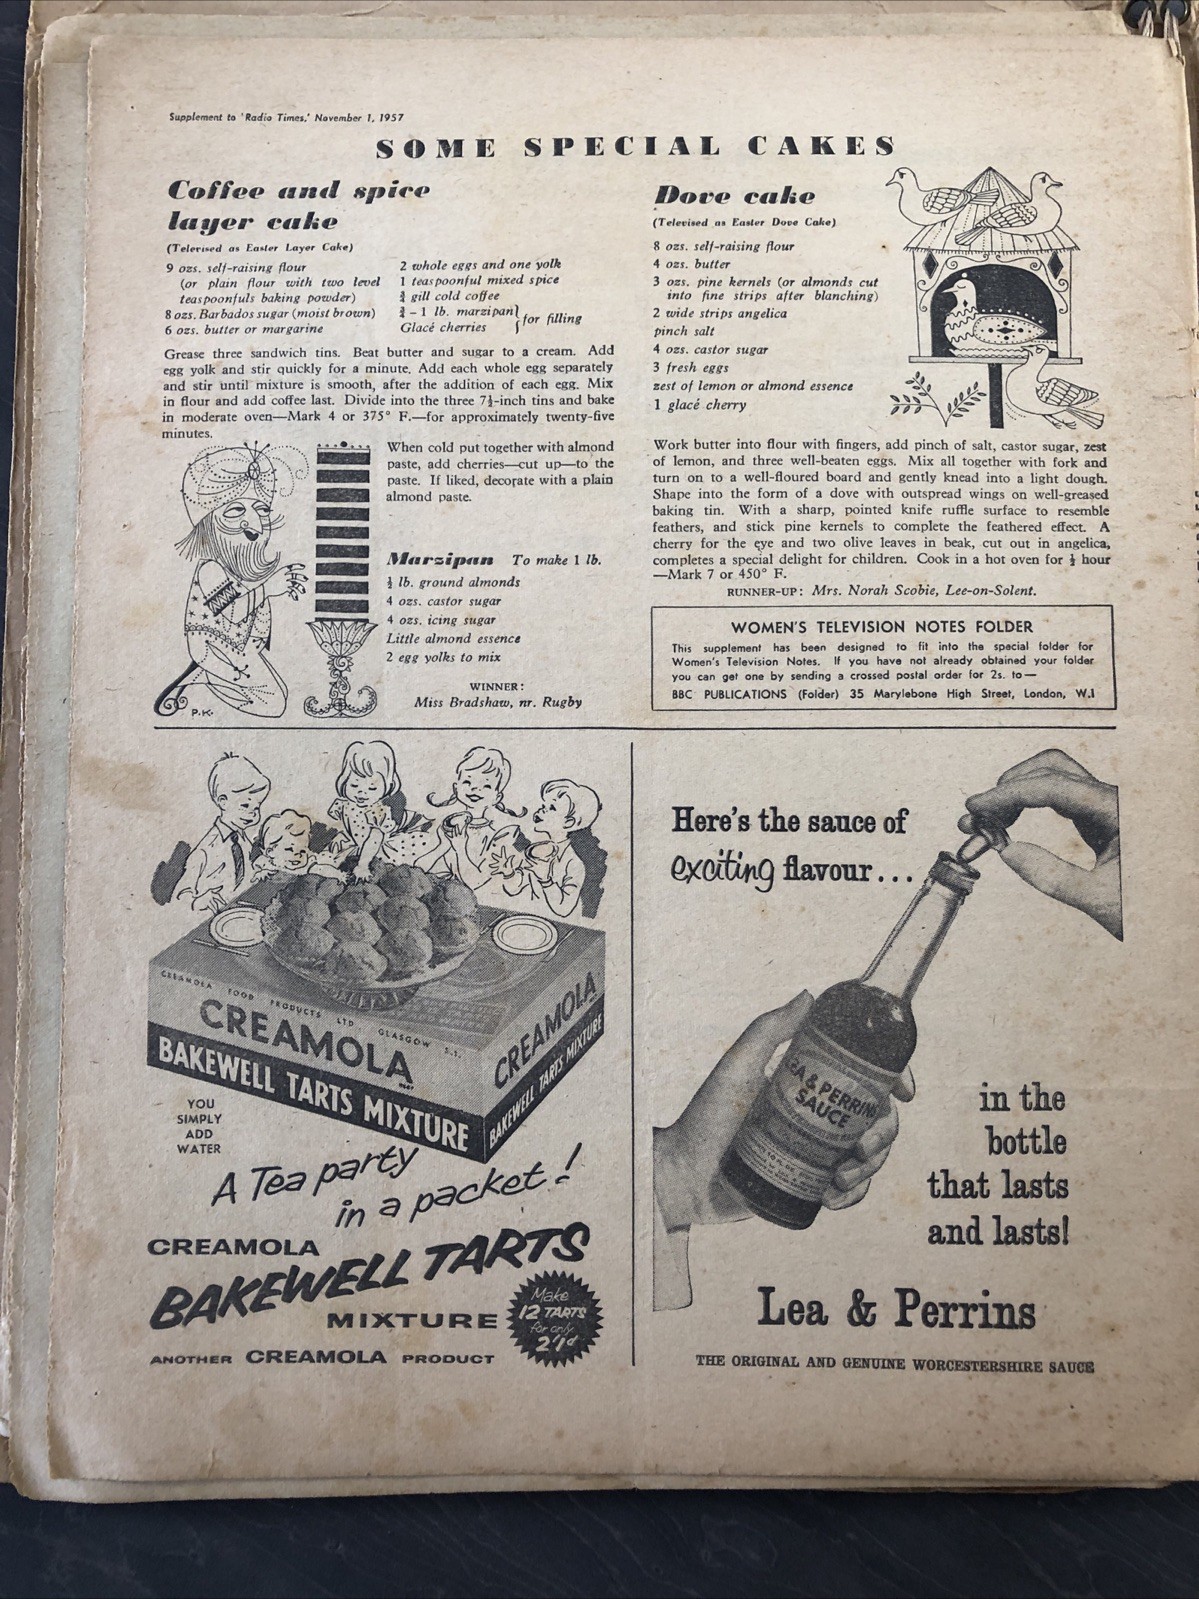 Supplement to 'Radio Times,' November 1, 1957
SOME SPECIAL CAKES
Coffee and spice
layer cake
(Televised as Easter Layer Cake)
9 ozs. self-raising flour
(or plain flour with two level
teaspoonfuls baking powder)
8 ozs. Barbados sugar (moist brown)
6 ozs. butter or margarine
2 whole eggs and one yolk
1 teaspoonful mixed spice
¾ gill cold coffee
¾–1 lb. marzipan
Glacé cherries
for filling
Grease three sandwich tins. Beat butter and sugar to a cream. Add
egg yolk and stir quickly for a minute. Add each whole egg separately
and stir until mixture is smooth, after the addition of each egg. Mix
in flour and add coffee last. Divide into the three 7½-inch tins and bake
in moderate oven—Mark 4 or 375° F.—for approximately twenty-five
minutes.
When cold put together with almond
paste, add cherries—cut up—to the
paste. If liked, decorate with a plain
almond paste.
Marzipan To make 1 lb.
½ lb. ground almonds
4 ozs. castor sugar
4 ozs. icing sugar
Little almond essence
2 egg yolks to mix
WINNER:
Miss Bradshaw, nr. Rugby
P.K.
Dove cake
(Televised as Easter Dove Cake)
8 ozs. self-raising flour
4 ozs. butter
3 ozs. pine kernels (or almonds cut
into fine strips after blanching)
2 wide strips angelica
pinch salt
4 ozs. castor sugar
3 fresh eggs
zest of lemon or almond essence
1 glacé cherry
Work butter into flour with fingers, add pinch of salt, castor sugar, zest
of lemon, and three well-beaten eggs. Mix all together with fork and
turn on to a well-floured board and gently knead into a light dough.
Shape into the form of a dove with outspread wings on well-greased
baking tin. With a sharp, pointed knife ruffle surface to resemble
feathers, and stick pine kernels to complete the feathered effect. A
cherry for the eye and two olive leaves in beak, cut out in angelica,
completes a special delight for children. Cook in a hot oven for ½ hour
—Mark 7 or 450° F.
RUNNER-UP: Mrs. Norah Scobie, Lee-on-Solent.
WOMEN'S TELEVISION NOTES FOLDER
This supplement has been designed to fit into the special folder for
Women's Television Notes. If you have not already obtained your folder
you can get one by sending a crossed postal order for 2s. to—
BBC PUBLICATIONS (Folder) 35 Marylebone High Street, London, W.1
CREAMOLA FOOD PRODUCTS LTD GLASGOW S.1.
CREAMOLA
BAKEWELL TARTS MIXTURE
CREAMOLA
BAKEWELL TARTS MIXTURE
YOU
SIMPLY
ADD
WATER
A Tea party
in a packet!
CREAMOLA
BAKEWELL TARTS
MIXTURE
Make
12 TARTS
for only
2'1d
ANOTHER CREAMOLA PRODUCT
Here's the sauce of
exciting flavour...
LEA & PERRINS
SAUCE
in the
bottle
that lasts
and lasts!
Lea & Perrins
THE ORIGINAL AND GENUINE WORCESTERSHIRE SAUCE